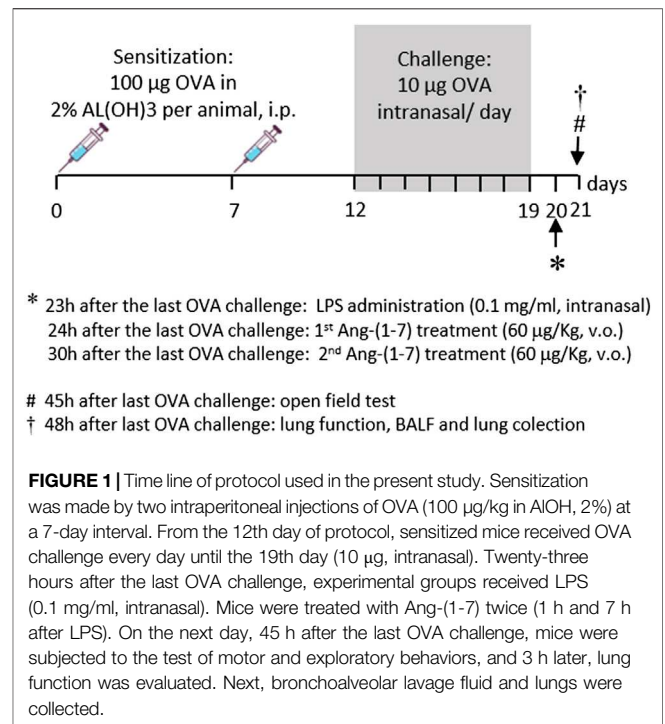 Sensitization:
100 µg OVA in
2% AL(OH)3 per animal, i.p.
Challenge:
10 µg OVA
intranasal/ day
†
#
days
0
7
12
19 20 21
*
* 23h after the last OVA challenge: LPS administration (0.1 mg/ml, intranasal)
24h after the last OVA challenge: 1st Ang-(1-7) treatment (60 µg/Kg, v.o.)
30h after the last OVA challenge: 2nd Ang-(1-7) treatment (60 µg/Kg, v.o.)
# 45h after last OVA challenge: open field test
† 48h after last OVA challenge: lung function, BALF and lung colection
FIGURE 1 | Time line of protocol used in the present study. Sensitization
was made by two intraperitoneal injections of OVA (100 µg/kg in AlOH, 2%) at
a 7-day interval. From the 12th day of protocol, sensitized mice received OVA
challenge every day until the 19th day (10 µg, intranasal). Twenty-three
hours after the last OVA challenge, experimental groups received LPS
(0.1 mg/ml, intranasal). Mice were treated with Ang-(1-7) twice (1 h and 7 h
after LPS). On the next day, 45 h after the last OVA challenge, mice were
subjected to the test of motor and exploratory behaviors, and 3 h later, lung
function was evaluated. Next, bronchoalveolar lavage fluid and lungs were
collected.